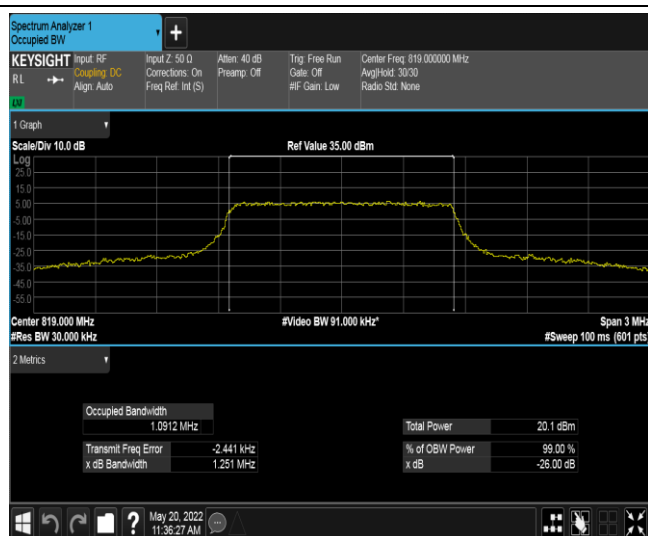 Spectrum Analyzer 1
Occupied BW
+
KEYSIGHT
RL
LM
Input: RF
Coupling: DC
Align: Auto
Input Z: 50 Ω
Corrections: On
Freq Ref: Int (S)
Atten: 40 dB
Preamp: Off
Trig: Free Run
Gate: Off
#IF Gain: Low
Center Freq: 819.000000 MHz
Avg|Hold: 30/30
Radio Std: None
1 Graph
Scale/Div 10.0 dB
Ref Value 35.00 dBm
Log
25.0
15.0
5.00
-5.00
-15.0
-25.0
-35.0
-45.0
-55.0
Center 819.000 MHz
#Video BW 91.000 kHz*
Span 3 MHz
#Res BW 30.000 kHz
#Sweep 100 ms (601 pts)
2 Metrics
Occupied Bandwidth
1.0912 MHz
Total Power 20.1 dBm
Transmit Freq Error -2.441 kHz
% of OBW Power 99.00 %
x dB Bandwidth 1.251 MHz
x dB -26.00 dB
?
May 20, 2022
11:36:27 AM